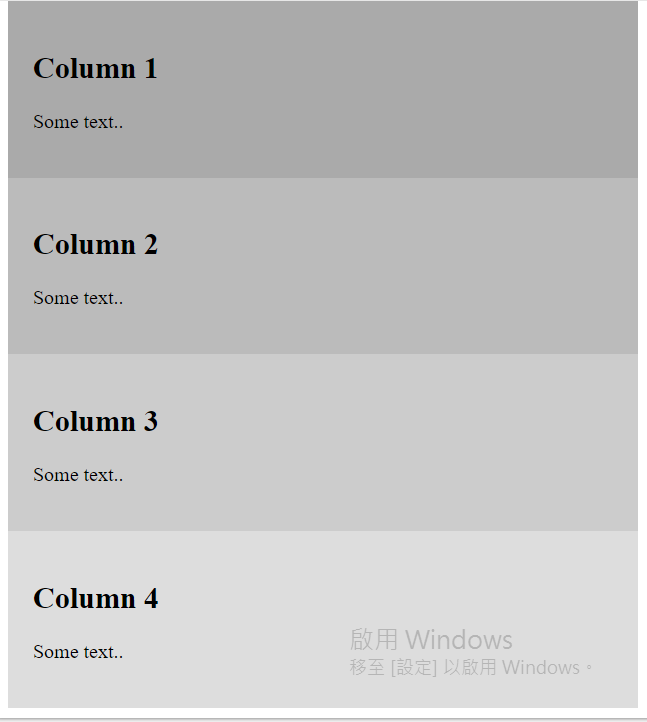 Column 1
Some text..
Column 2
Some text..
Column 3
Some text..
Column 4
Some text..
啟用 Windows
移至 [設定] 以啟用 Windows。